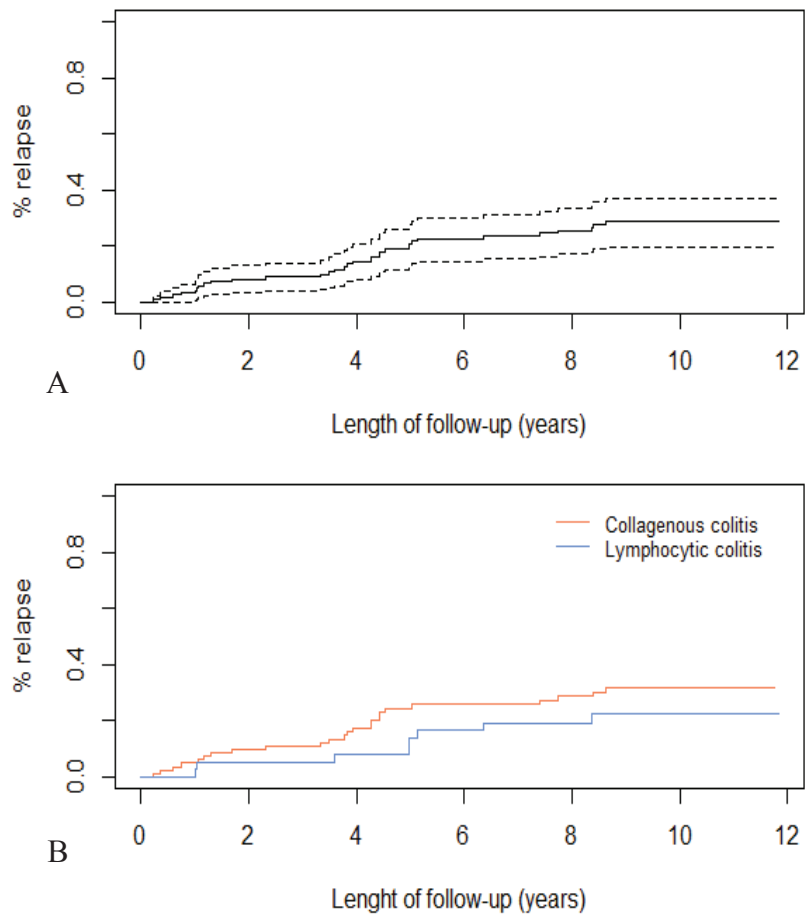 % relapse
0.0 0.4 0.8
0 2 4 6 8 10 12
A
Length of follow-up (years)
Collagenous colitis
Lymphocytic colitis
% relapse
0.0 0.4 0.8
0 2 4 6 8 10 12
B
Lenght of follow-up (years)